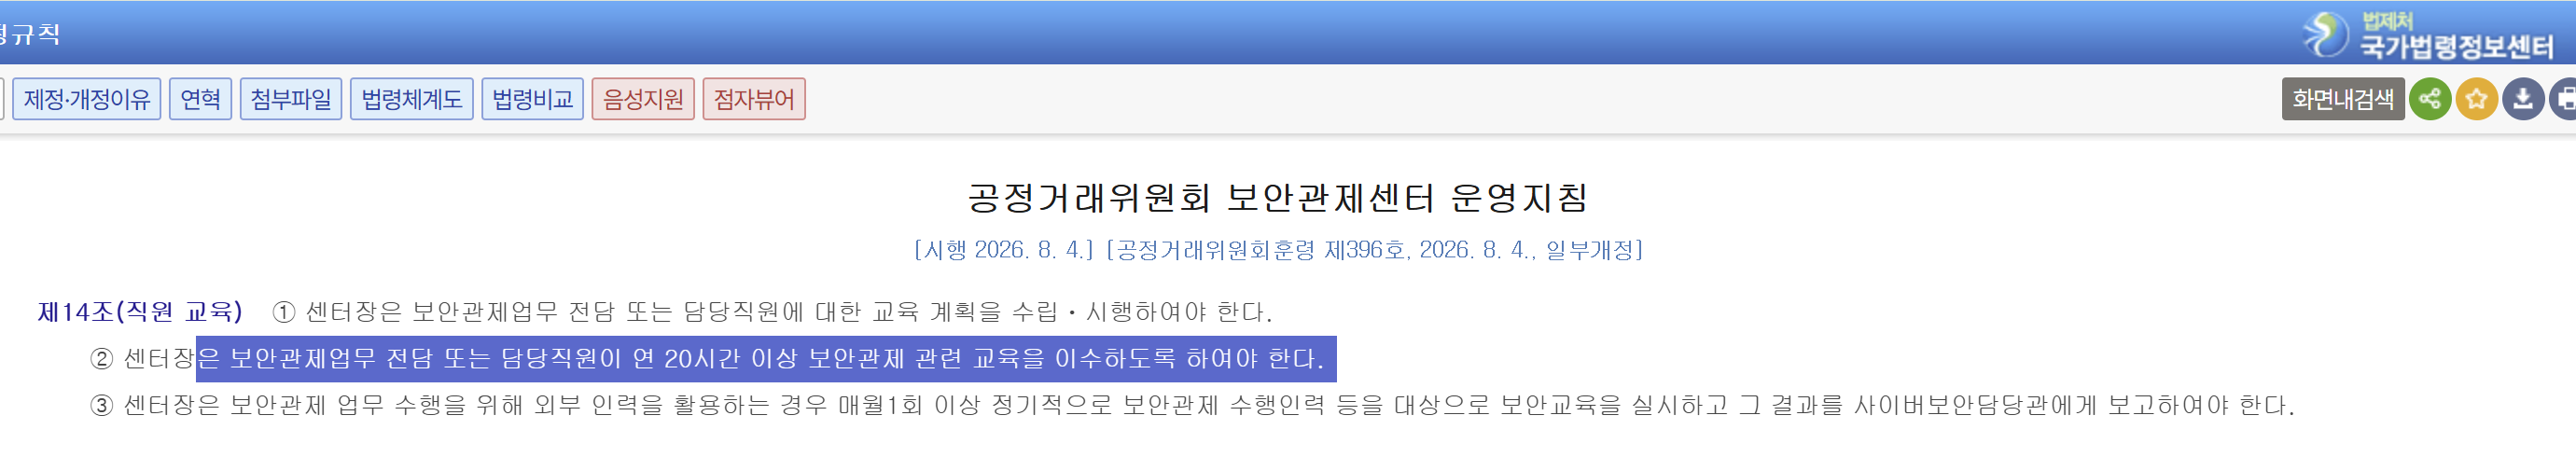 정규칙
법제처
국가법령정보센터
제정·개정이유 연혁 첨부파일 법령체계도 법령비교 음성지원 점자뷰어 화면내검색
공정거래위원회 보안관제센터 운영지침
[시행 2026. 8. 4.] [공정거래위원회훈령 제396호, 2026. 8. 4., 일부개정]
제14조(직원 교육) ① 센터장은 보안관제업무 전담 또는 담당직원에 대한 교육 계획을 수립·시행하여야 한다.
② 센터장은 보안관제업무 전담 또는 담당직원이 연 20시간 이상 보안관제 관련 교육을 이수하도록 하여야 한다.
③ 센터장은 보안관제 업무 수행을 위해 외부 인력을 활용하는 경우 매월1회 이상 정기적으로 보안관제 수행인력 등을 대상으로 보안교육을 실시하고 그 결과를 사이버보안담당관에게 보고하여야 한다.